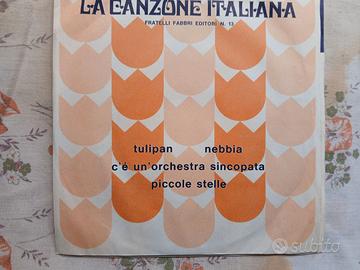 LA CANZONE ITALIANA
FRATELLI FABBRI EDITORI N. 13
tulipan nebbia
c'é un'orchestra sincopata
piccole stelle
subito